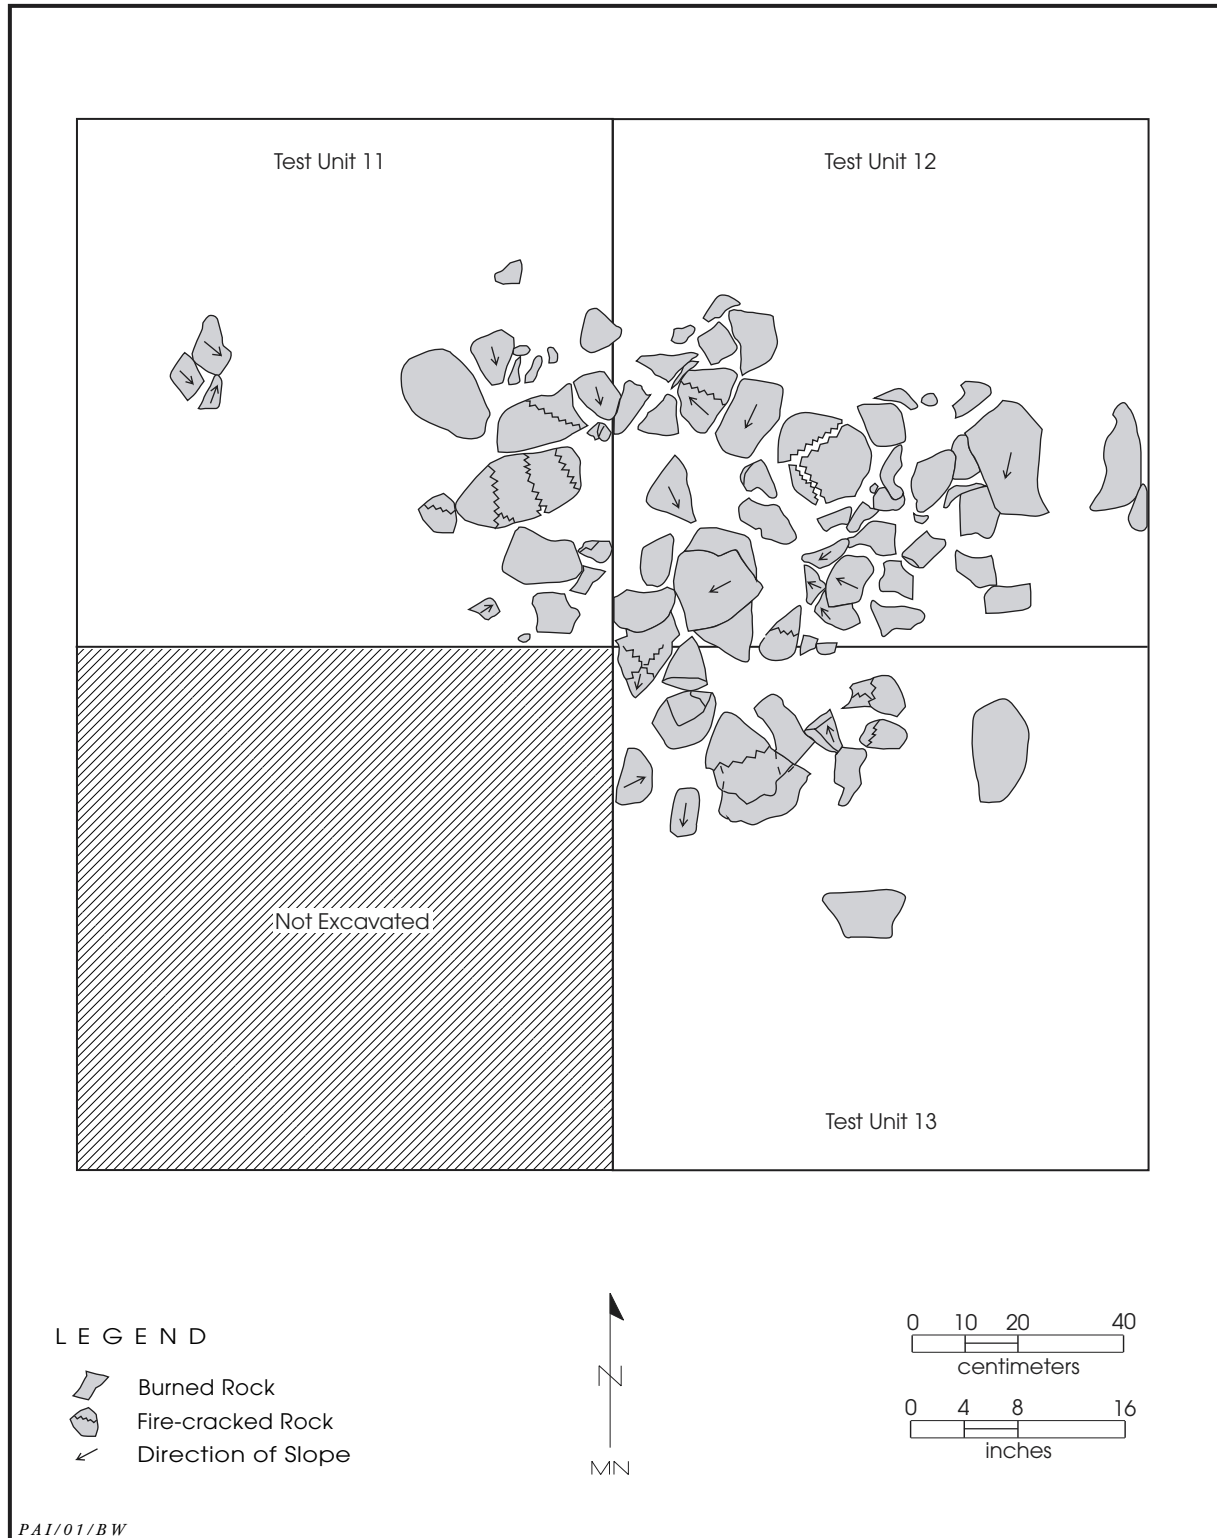 Test Unit 11
Test Unit 12
Not Excavated
Test Unit 13
LEGEND
Burned Rock
Fire-cracked Rock
Direction of Slope
N
MN
0 10 20 40
centimeters
0 4 8 16
inches
PAI/01/BW